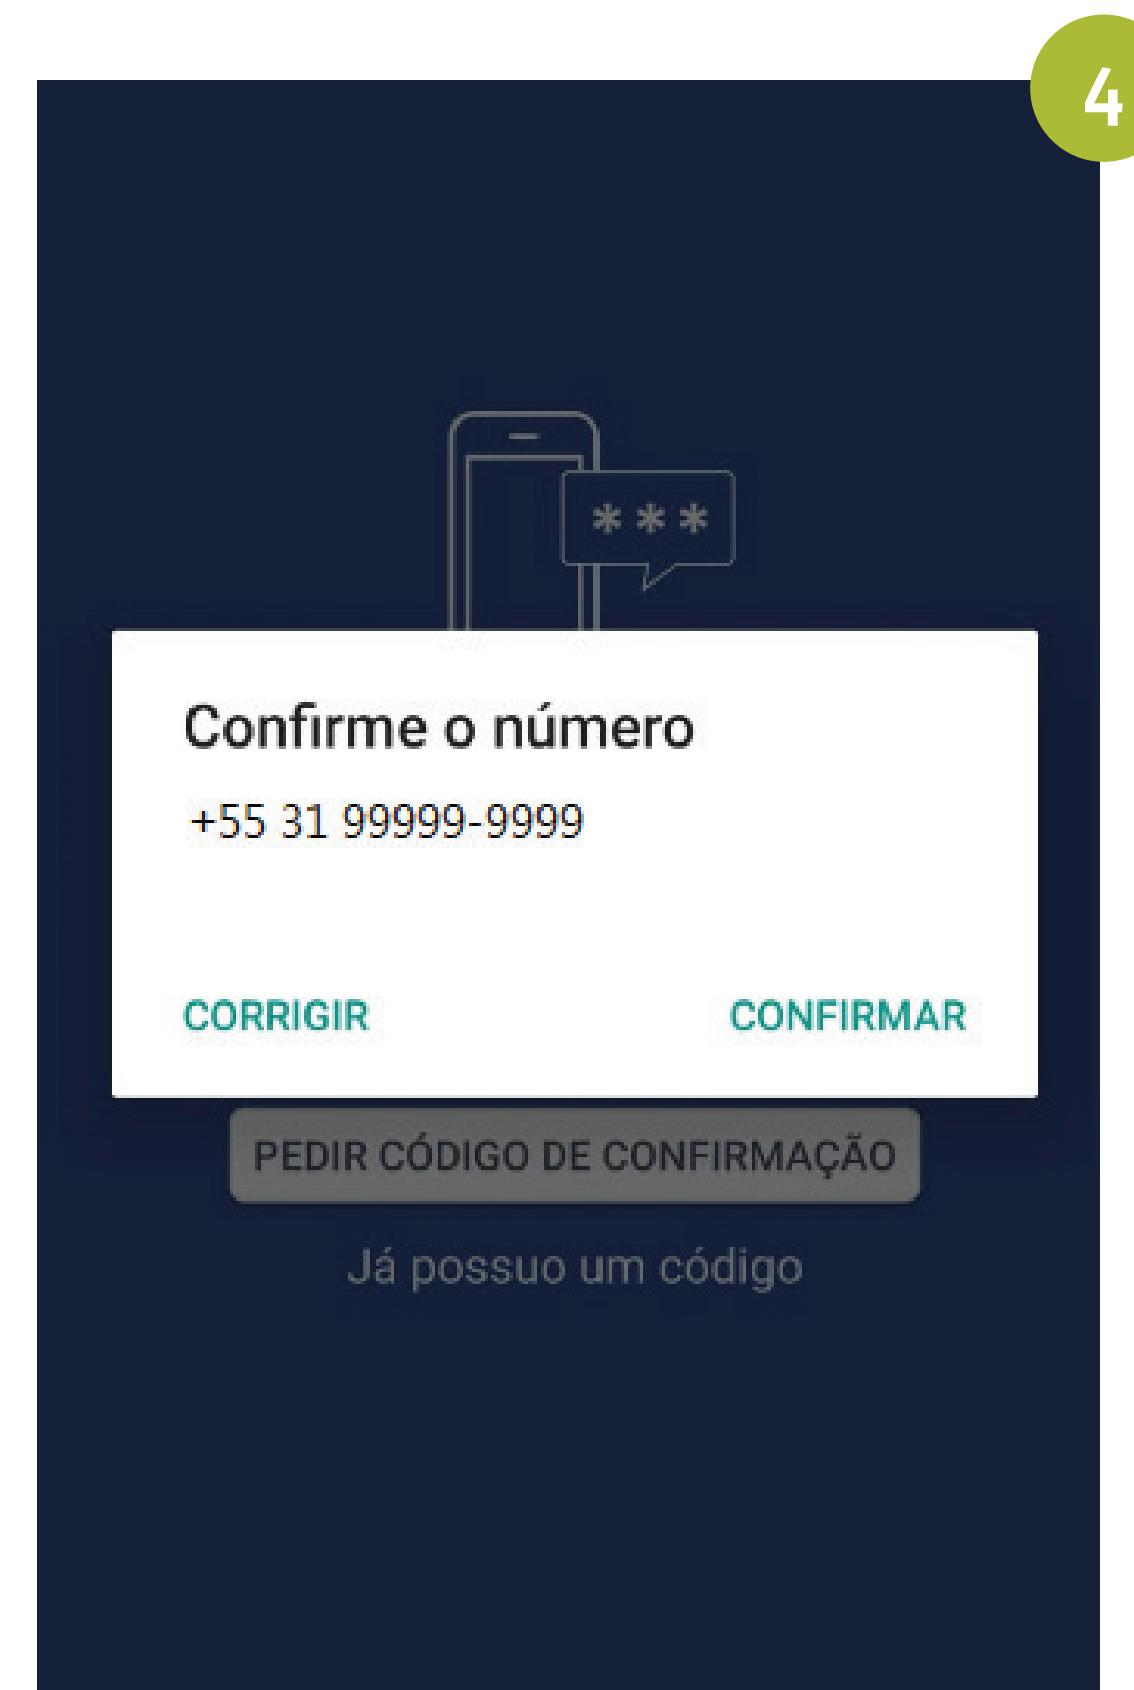 4
***
Confirme o número
+55 31 99999-9999
CORRIGIR CONFIRMAR
PEDIR CÓDIGO DE CONFIRMAÇÃO
Já possuo um código